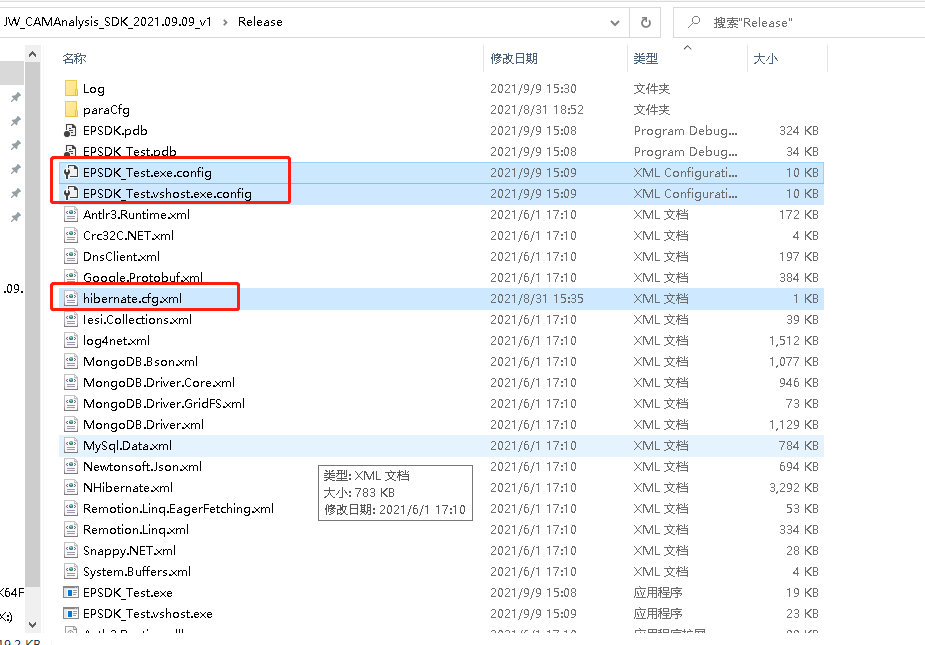 JW_CAMAnalysis_SDK_2021.09.09_v1 › Release 搜索"Release"
名称 修改日期 类型 大小
Log 2021/9/9 15:30 文件夹
paraCfg 2021/8/31 18:52 文件夹
EPSDK.pdb 2021/9/9 15:08 Program Debug... 324 KB
EPSDK_Test.pdb 2021/9/9 15:08 Program Debug... 34 KB
EPSDK_Test.exe.config 2021/9/9 15:09 XML Configurati... 10 KB
EPSDK_Test.vshost.exe.config 2021/9/9 15:09 XML Configurati... 10 KB
Antlr3.Runtime.xml 2021/6/1 17:10 XML 文档 172 KB
Crc32C.NET.xml 2021/6/1 17:10 XML 文档 4 KB
DnsClient.xml 2021/6/1 17:10 XML 文档 197 KB
Google.Protobuf.xml 2021/6/1 17:10 XML 文档 384 KB
.09. hibernate.cfg.xml 2021/8/31 15:35 XML 文档 1 KB
Iesi.Collections.xml 2021/6/1 17:10 XML 文档 39 KB
log4net.xml 2021/6/1 17:10 XML 文档 1,512 KB
MongoDB.Bson.xml 2021/6/1 17:10 XML 文档 1,077 KB
MongoDB.Driver.Core.xml 2021/6/1 17:10 XML 文档 946 KB
MongoDB.Driver.GridFS.xml 2021/6/1 17:10 XML 文档 73 KB
MongoDB.Driver.xml 2021/6/1 17:10 XML 文档 1,129 KB
MySql.Data.xml 2021/6/1 17:10 XML 文档 784 KB
Newtonsoft.Json.xml 2021/6/1 17:10 XML 文档 694 KB
类型: XML 文档
NHibernate.xml 2021/6/1 17:10 XML 文档 3,292 KB
大小: 783 KB
Remotion.Linq.EagerFetching.xml 2021/6/1 17:10 XML 文档 53 KB
修改日期: 2021/6/1 17:10
Remotion.Linq.xml 2021/6/1 17:10 XML 文档 334 KB
Snappy.NET.xml 2021/6/1 17:10 XML 文档 28 KB
System.Buffers.xml 2021/6/1 17:10 XML 文档 4 KB
K64F EPSDK_Test.exe 2021/9/9 15:08 应用程序 19 KB
X:) EPSDK_Test.vshost.exe 2021/9/9 15:09 应用程序 23 KB